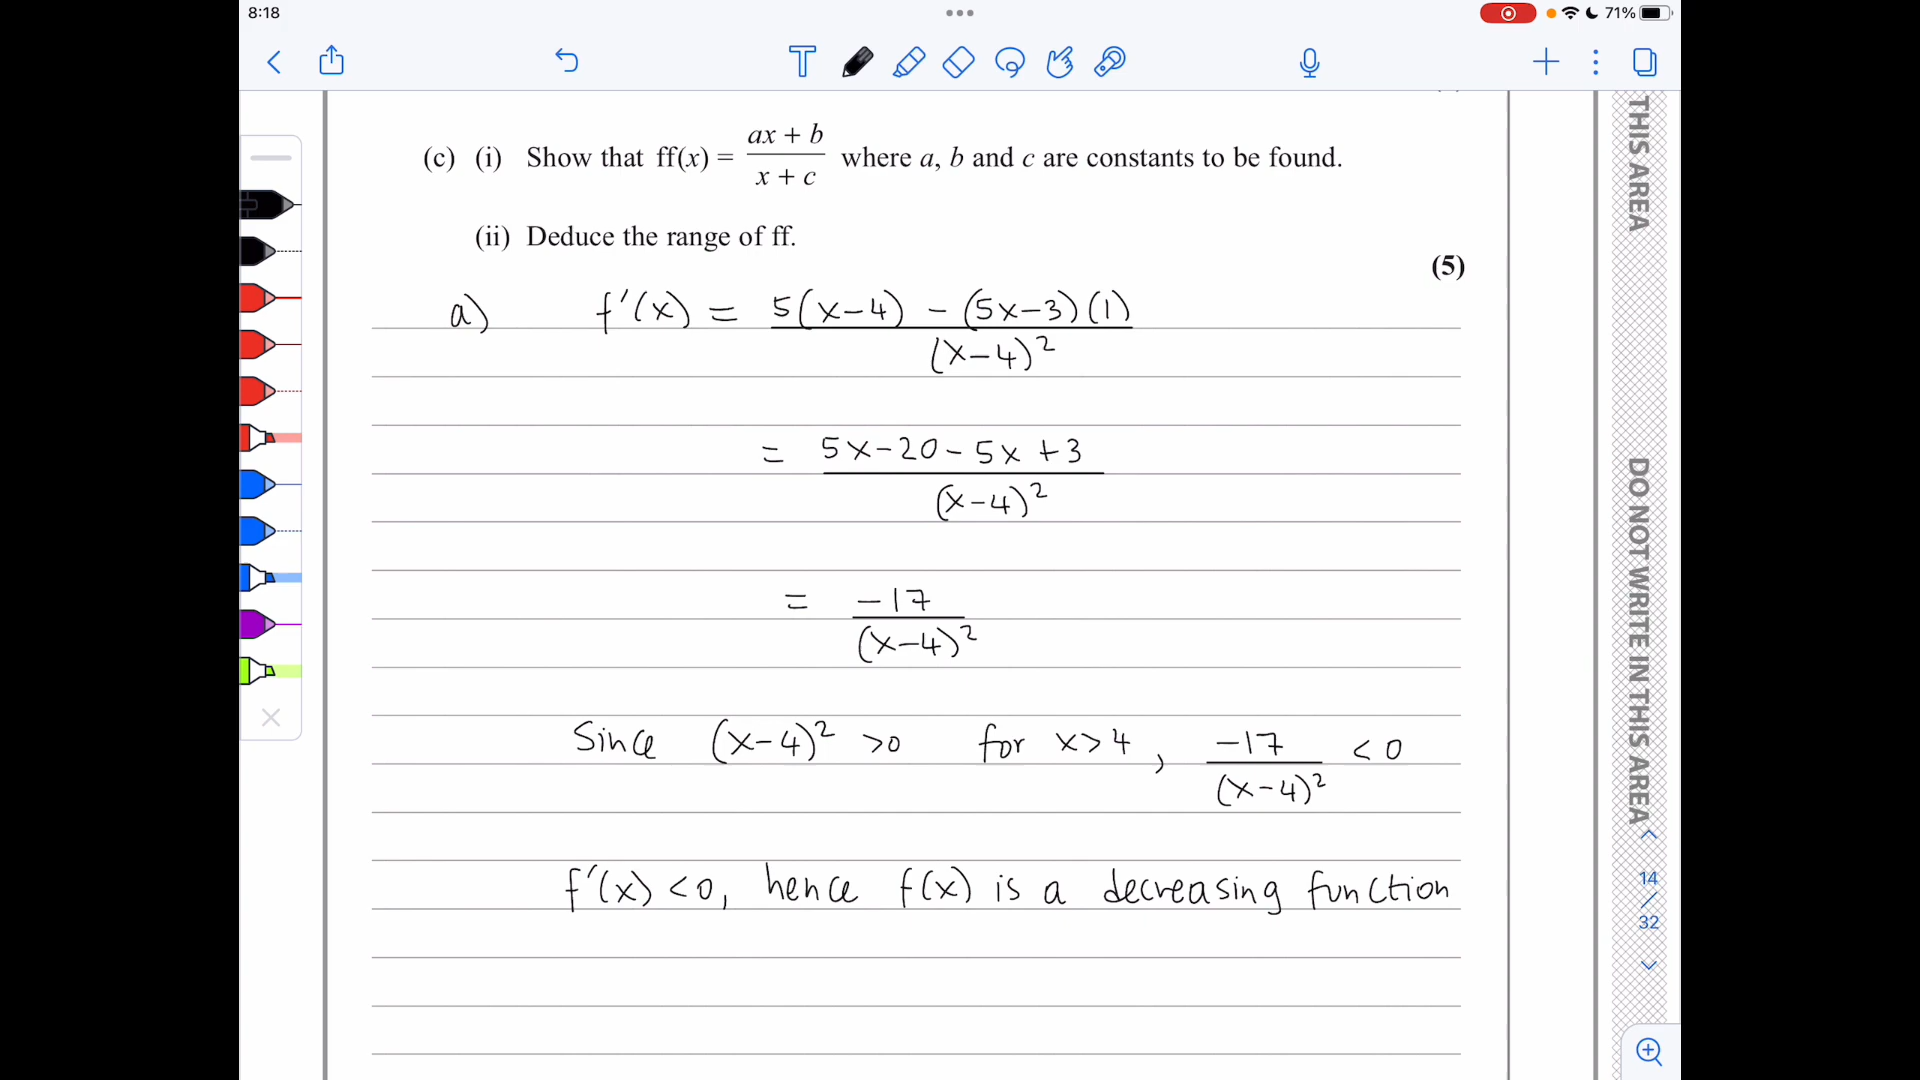 8:18
71%
(c) (i) Show that ff(x) = (ax + b)/(x + c) where a, b and c are constants to be found.
(ii) Deduce the range of ff.
(5)
a) f'(x) = (5(x-4) - (5x-3)(1))/(x-4)²
= (5x-20-5x+3)/(x-4)²
= -17/(x-4)²
Since (x-4)² >0 for x>4, -17/(x-4)² < 0
f'(x) <0, hence f(x) is a decreasing function
THIS AREA
DO NOT WRITE IN THIS AREA
14
/
32